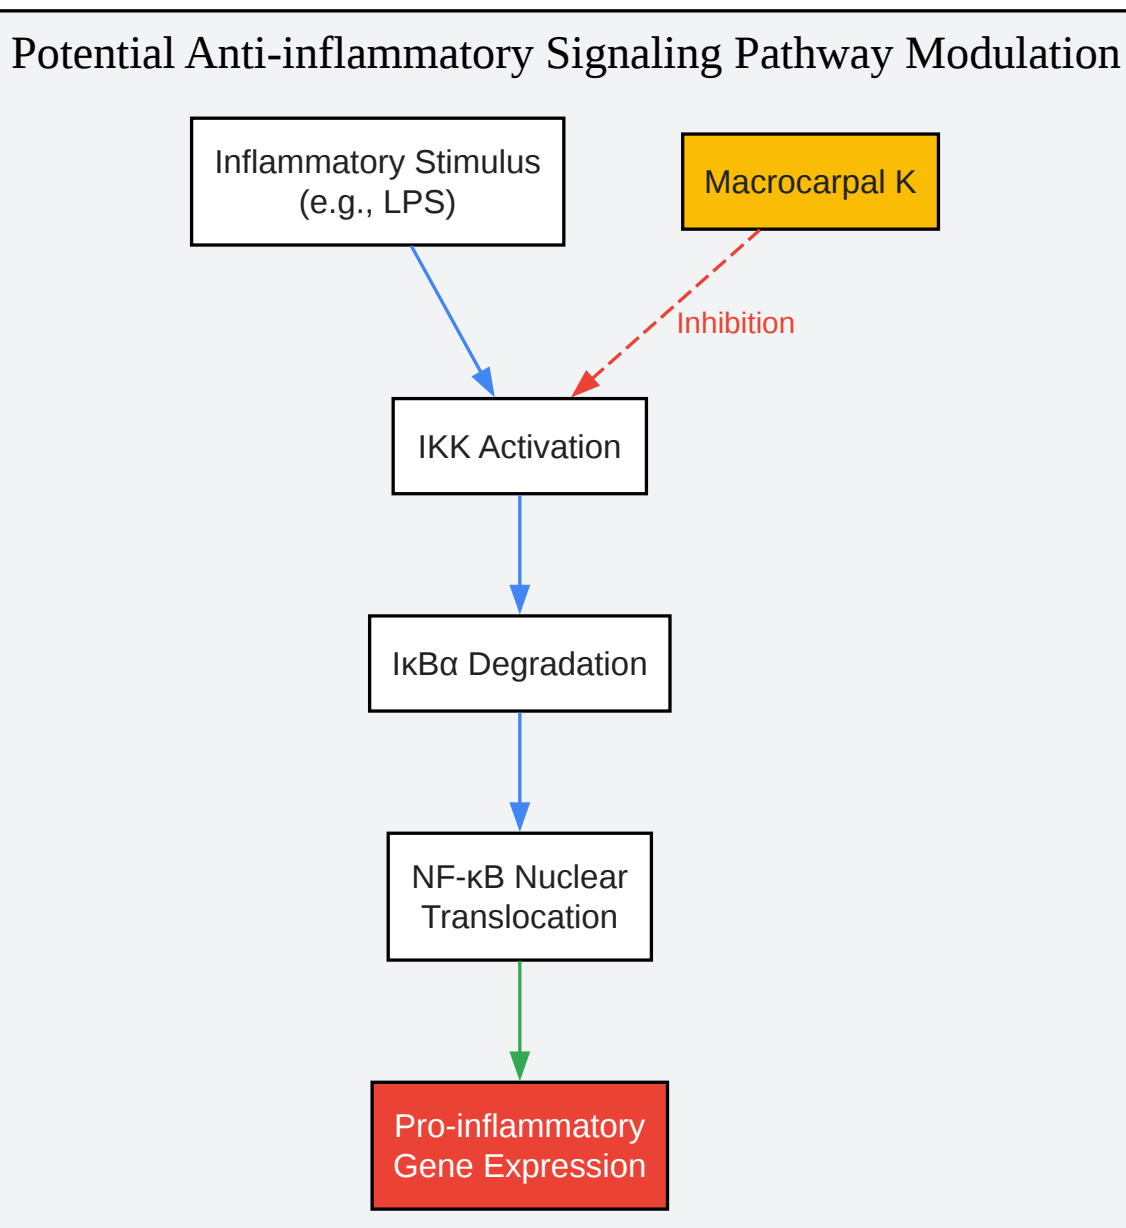 Potential Anti-inflammatory Signaling Pathway Modulation
Inflammatory Stimulus
(e.g., LPS)
Macrocarpal K
Inhibition
IKK Activation
IκBα Degradation
NF-κB Nuclear
Translocation
Pro-inflammatory
Gene Expression